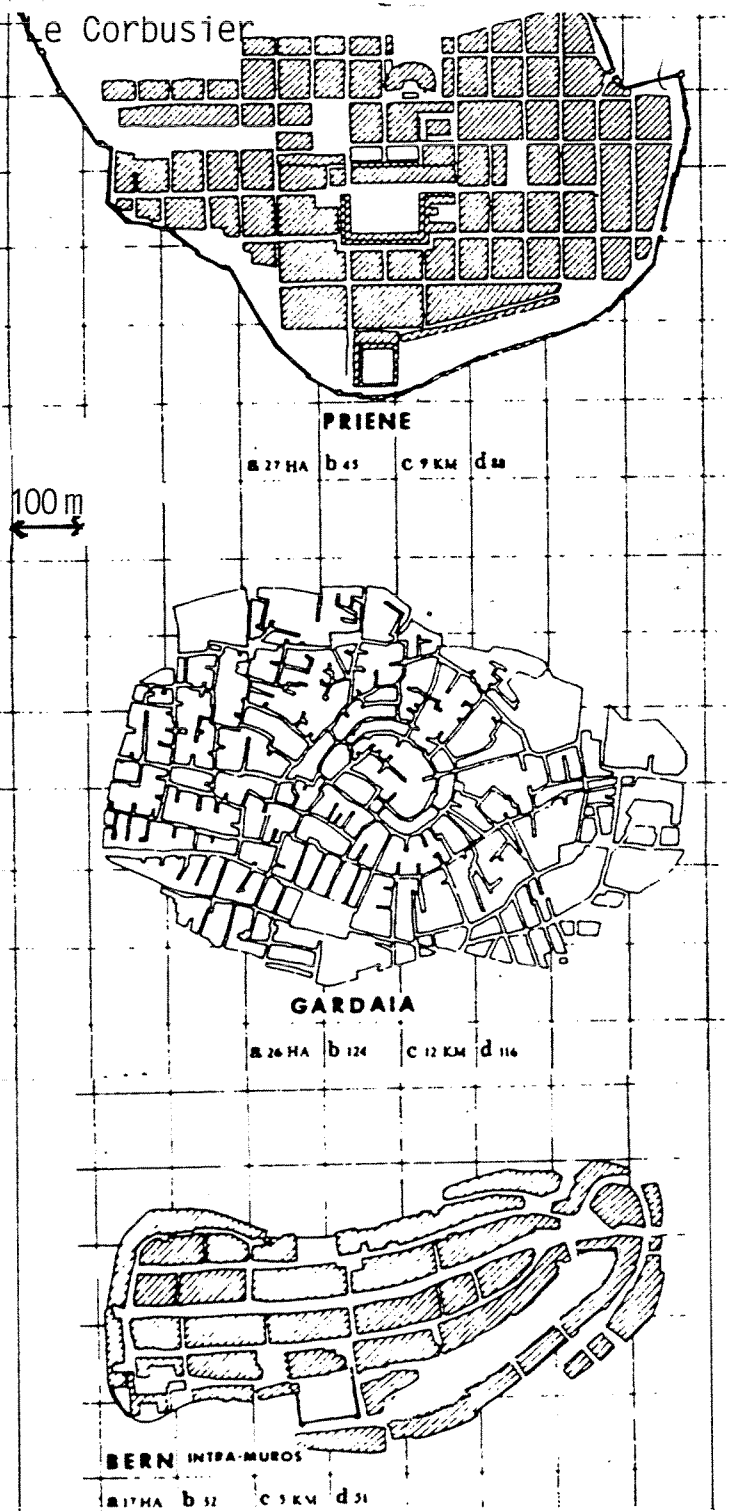 Le Corbusier
PRIENE
a 27 HA b 45 c 9 KM d 88
100 m
GARDAIA
a 26 HA b 124 c 12 KM d 116
BERN INTRA-MUROS
a 17 HA b 32 c 5 KM d 51